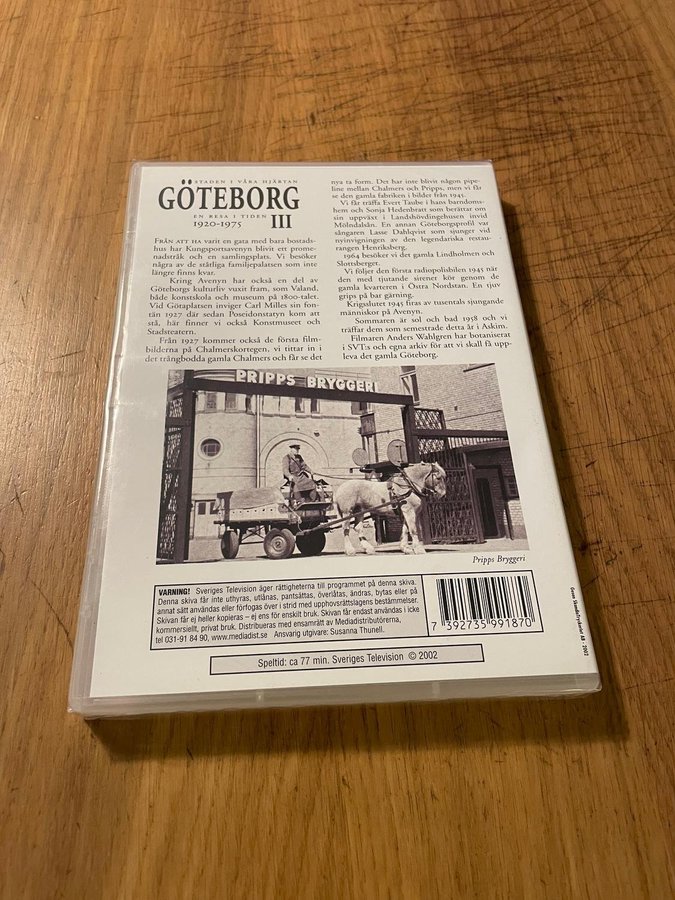 STADEN I VÅRA HJÄRTAN
GÖTEBORG
EN RESA I TIDEN
1920-1975 III
FRÅN ATT HA varit en gata med bara bostads-
hus har Kungsportsavenyn blivit ett prome-
nadstråk och en samlingsplats. Vi besöker
några av de ståtliga familjepalatsen som inte
längre finns kvar.
Kring Avenyn har också en del av
Göteborgs kulturliv vuxit fram, som Valand,
både konstskola och museum på 1800-talet.
Vid Götaplatsen inviger Carl Milles sin fon-
tän 1927 där sedan Poseidonstatyn kom att
stå, här finner vi också Konstmuseet och
Stadsteatern.
Från 1927 kommer också de första film-
bilderna på Chalmerskortegen, vi tittar in i
det trångbodda gamla Chalmers och får se det
nya ta form. Det har inte blivit någon pipe-
line mellan Chalmers och Pripps, men vi får
se den gamla fabriken i bilder från 1945.
Vi får träffa Evert Taube i hans barndoms-
hem och Sonja Hedenbratt som berättar om
sin uppväxt i Landshövdingehusen invid
Mölndalsån. En annan Göteborgsprofil var
sångaren Lasse Dahlqvist som sjunger vid
nyinvigningen av den legendariska restau-
rangen Henriksberg.
1964 besöker vi det gamla Lindholmen och
Slottsberget.
Vi följer den första radiopolisbilen 1945 när
den med tjutande sirener kör genom de
gamla kvarteren i Östra Nordstan. En tjuv
grips på bar gärning.
Krigsslutet 1945 firas av tusentals sjungande
människor på Avenyn.
Sommaren är sol och bad 1958 och vi
träffar dem som semestrade detta år i Askim.
Filmaren Anders Wahlgren har botaniserat
i SVT:s och egna arkiv för att vi skall få upp-
leva det gamla Göteborg.
PRIPPS BRYGGERI
Pripps Bryggeri
VARNING! Sveriges Television äger rättigheterna till programmet på denna skiva.
Denna skiva får inte uthyras, utlånas, pantsättas, överlåtas, ändras, bytas eller på
annat sätt användas eller förfogas över i strid med upphovsrättslagens bestämmelser.
Skivan får ej heller kopieras – ej ens för enskilt bruk. Skivan får endast användas i icke
kommersiellt, privat bruk. Distribueras med ensamrätt av Mediadistributörerna,
tel 031-91 84 90, www.mediadist.se Ansvarig utgivare: Susanna Thunell.
7 392735 991870
Speltid: ca 77 min. Sveriges Television © 2002